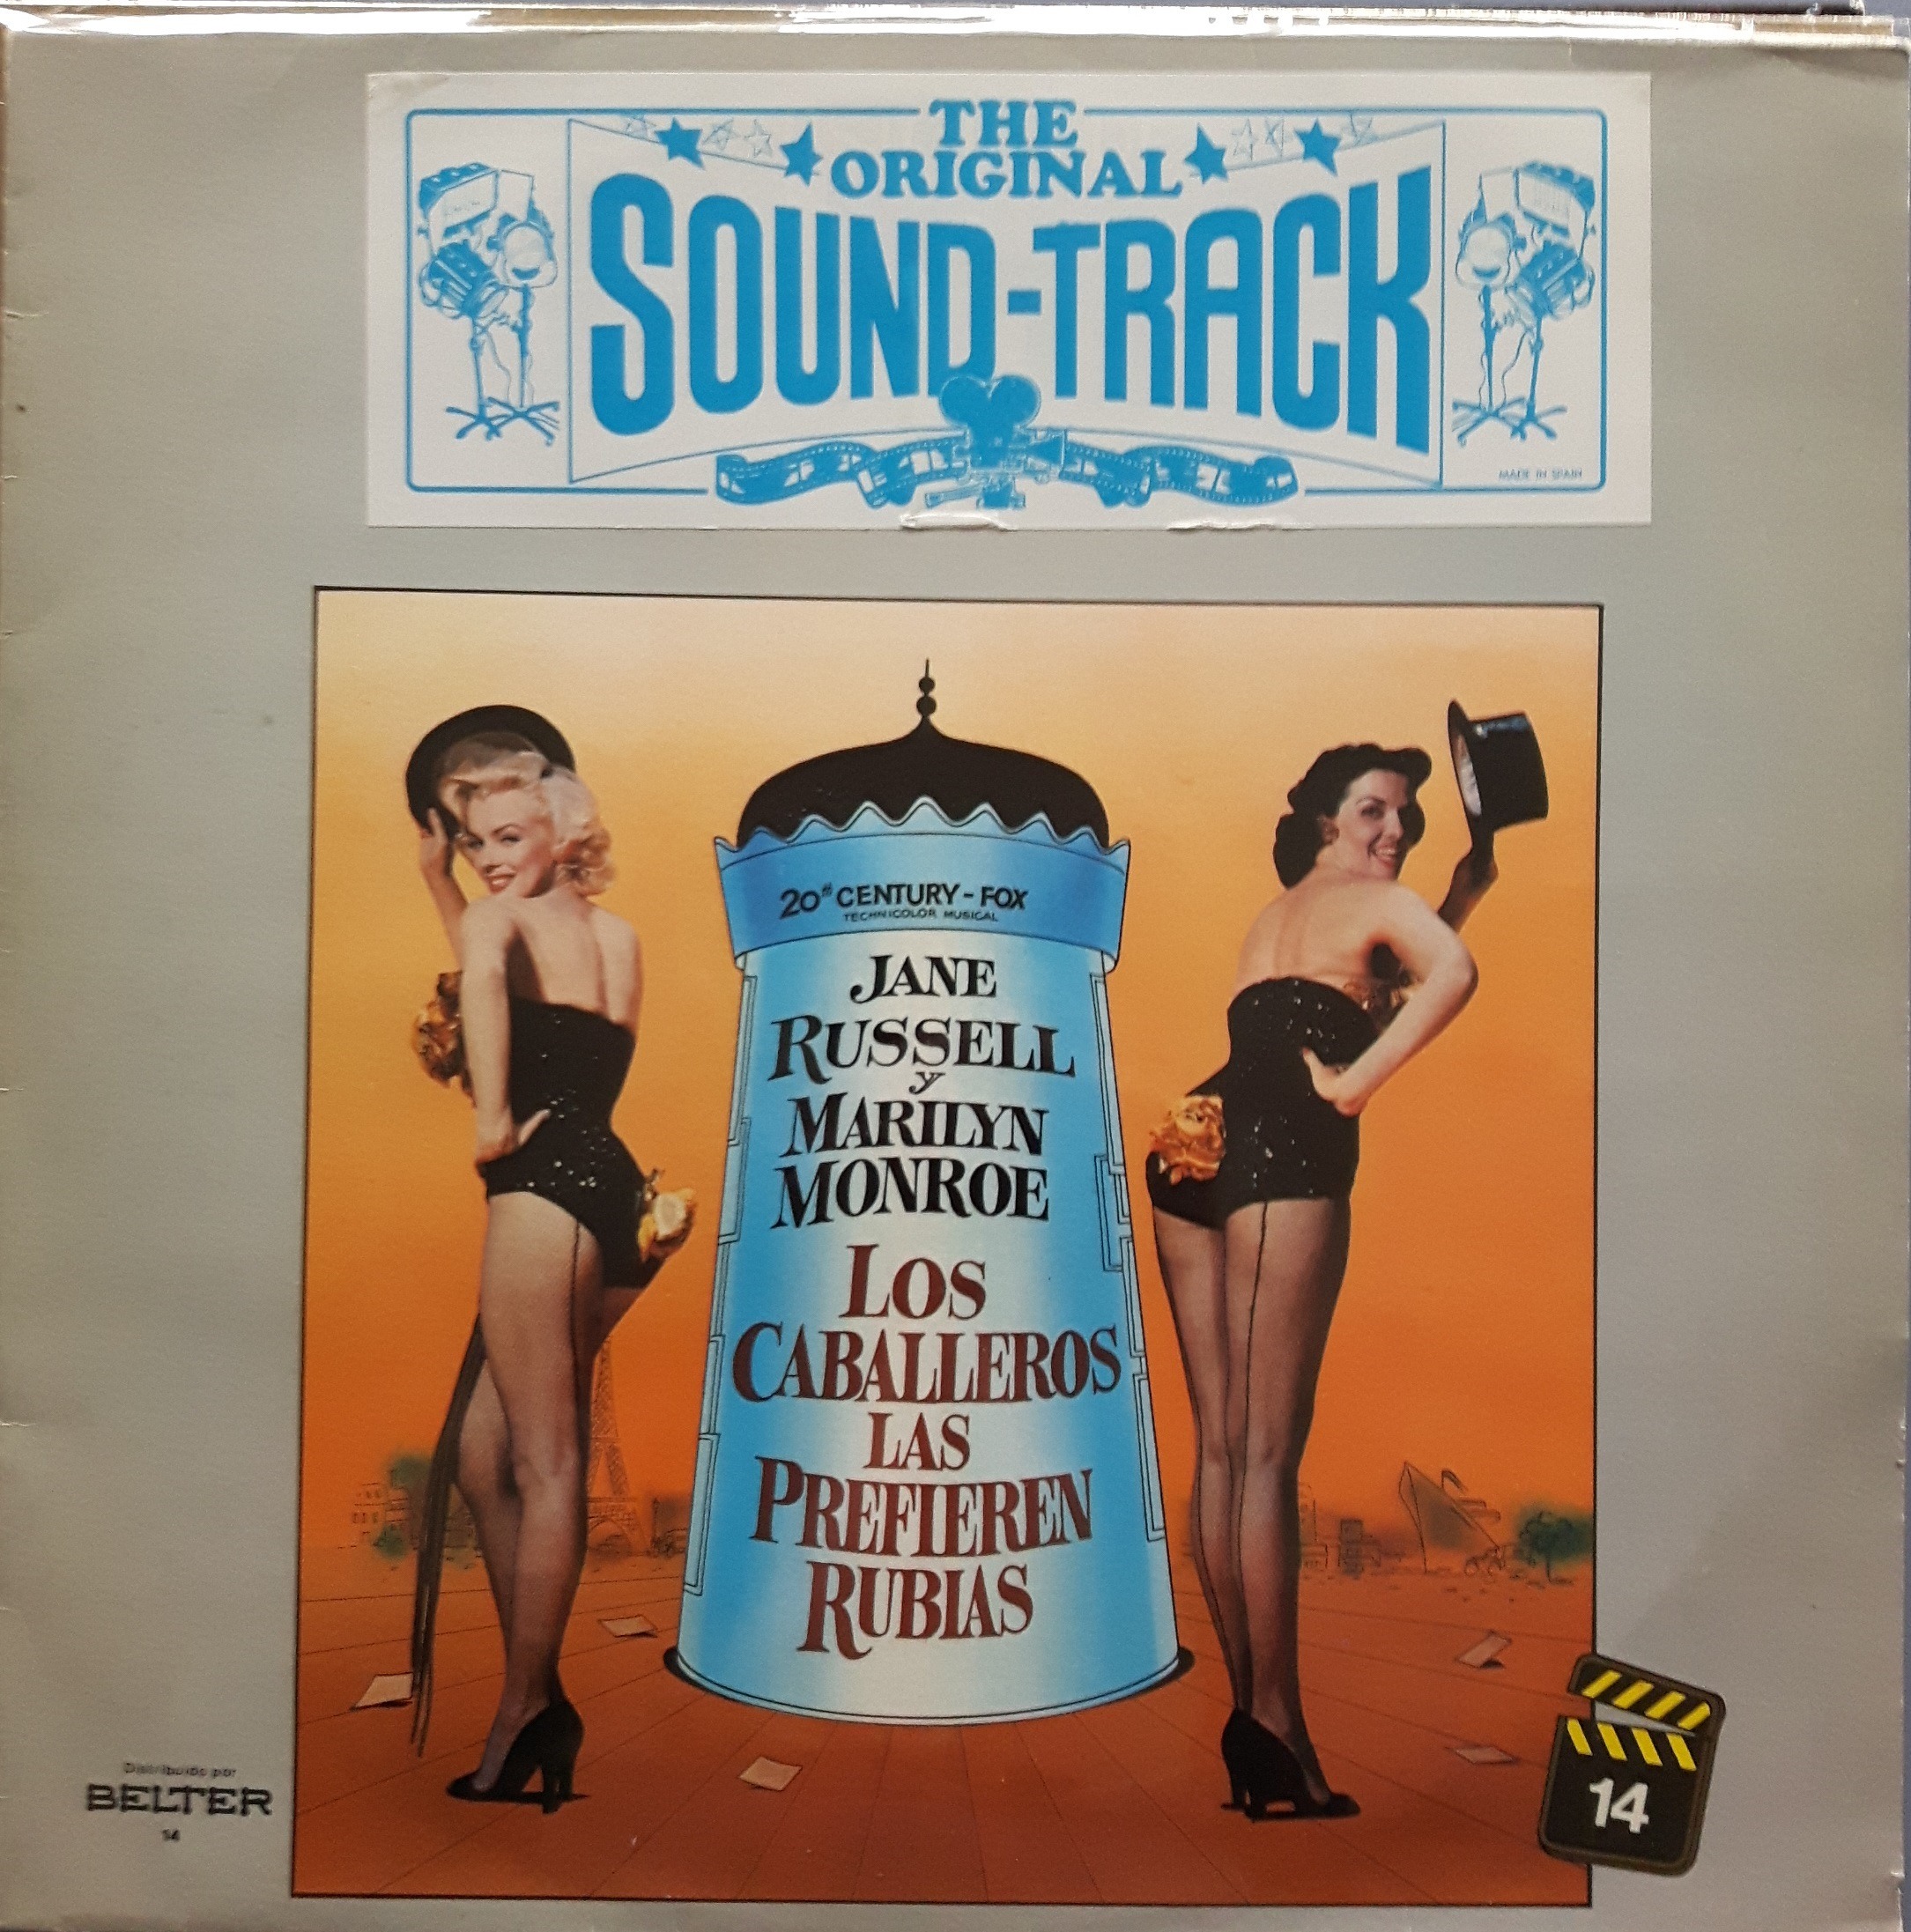 THE
ORIGINAL
SOUND-TRACK
MADE IN SPAIN
20th CENTURY-FOX
TECHNICOLOR MUSICAL
JANE
RUSSELL
y
MARILYN
MONROE
LOS
CABALLEROS
LAS
PREFIEREN
RUBIAS
14
Distribuido por
BELTER
14